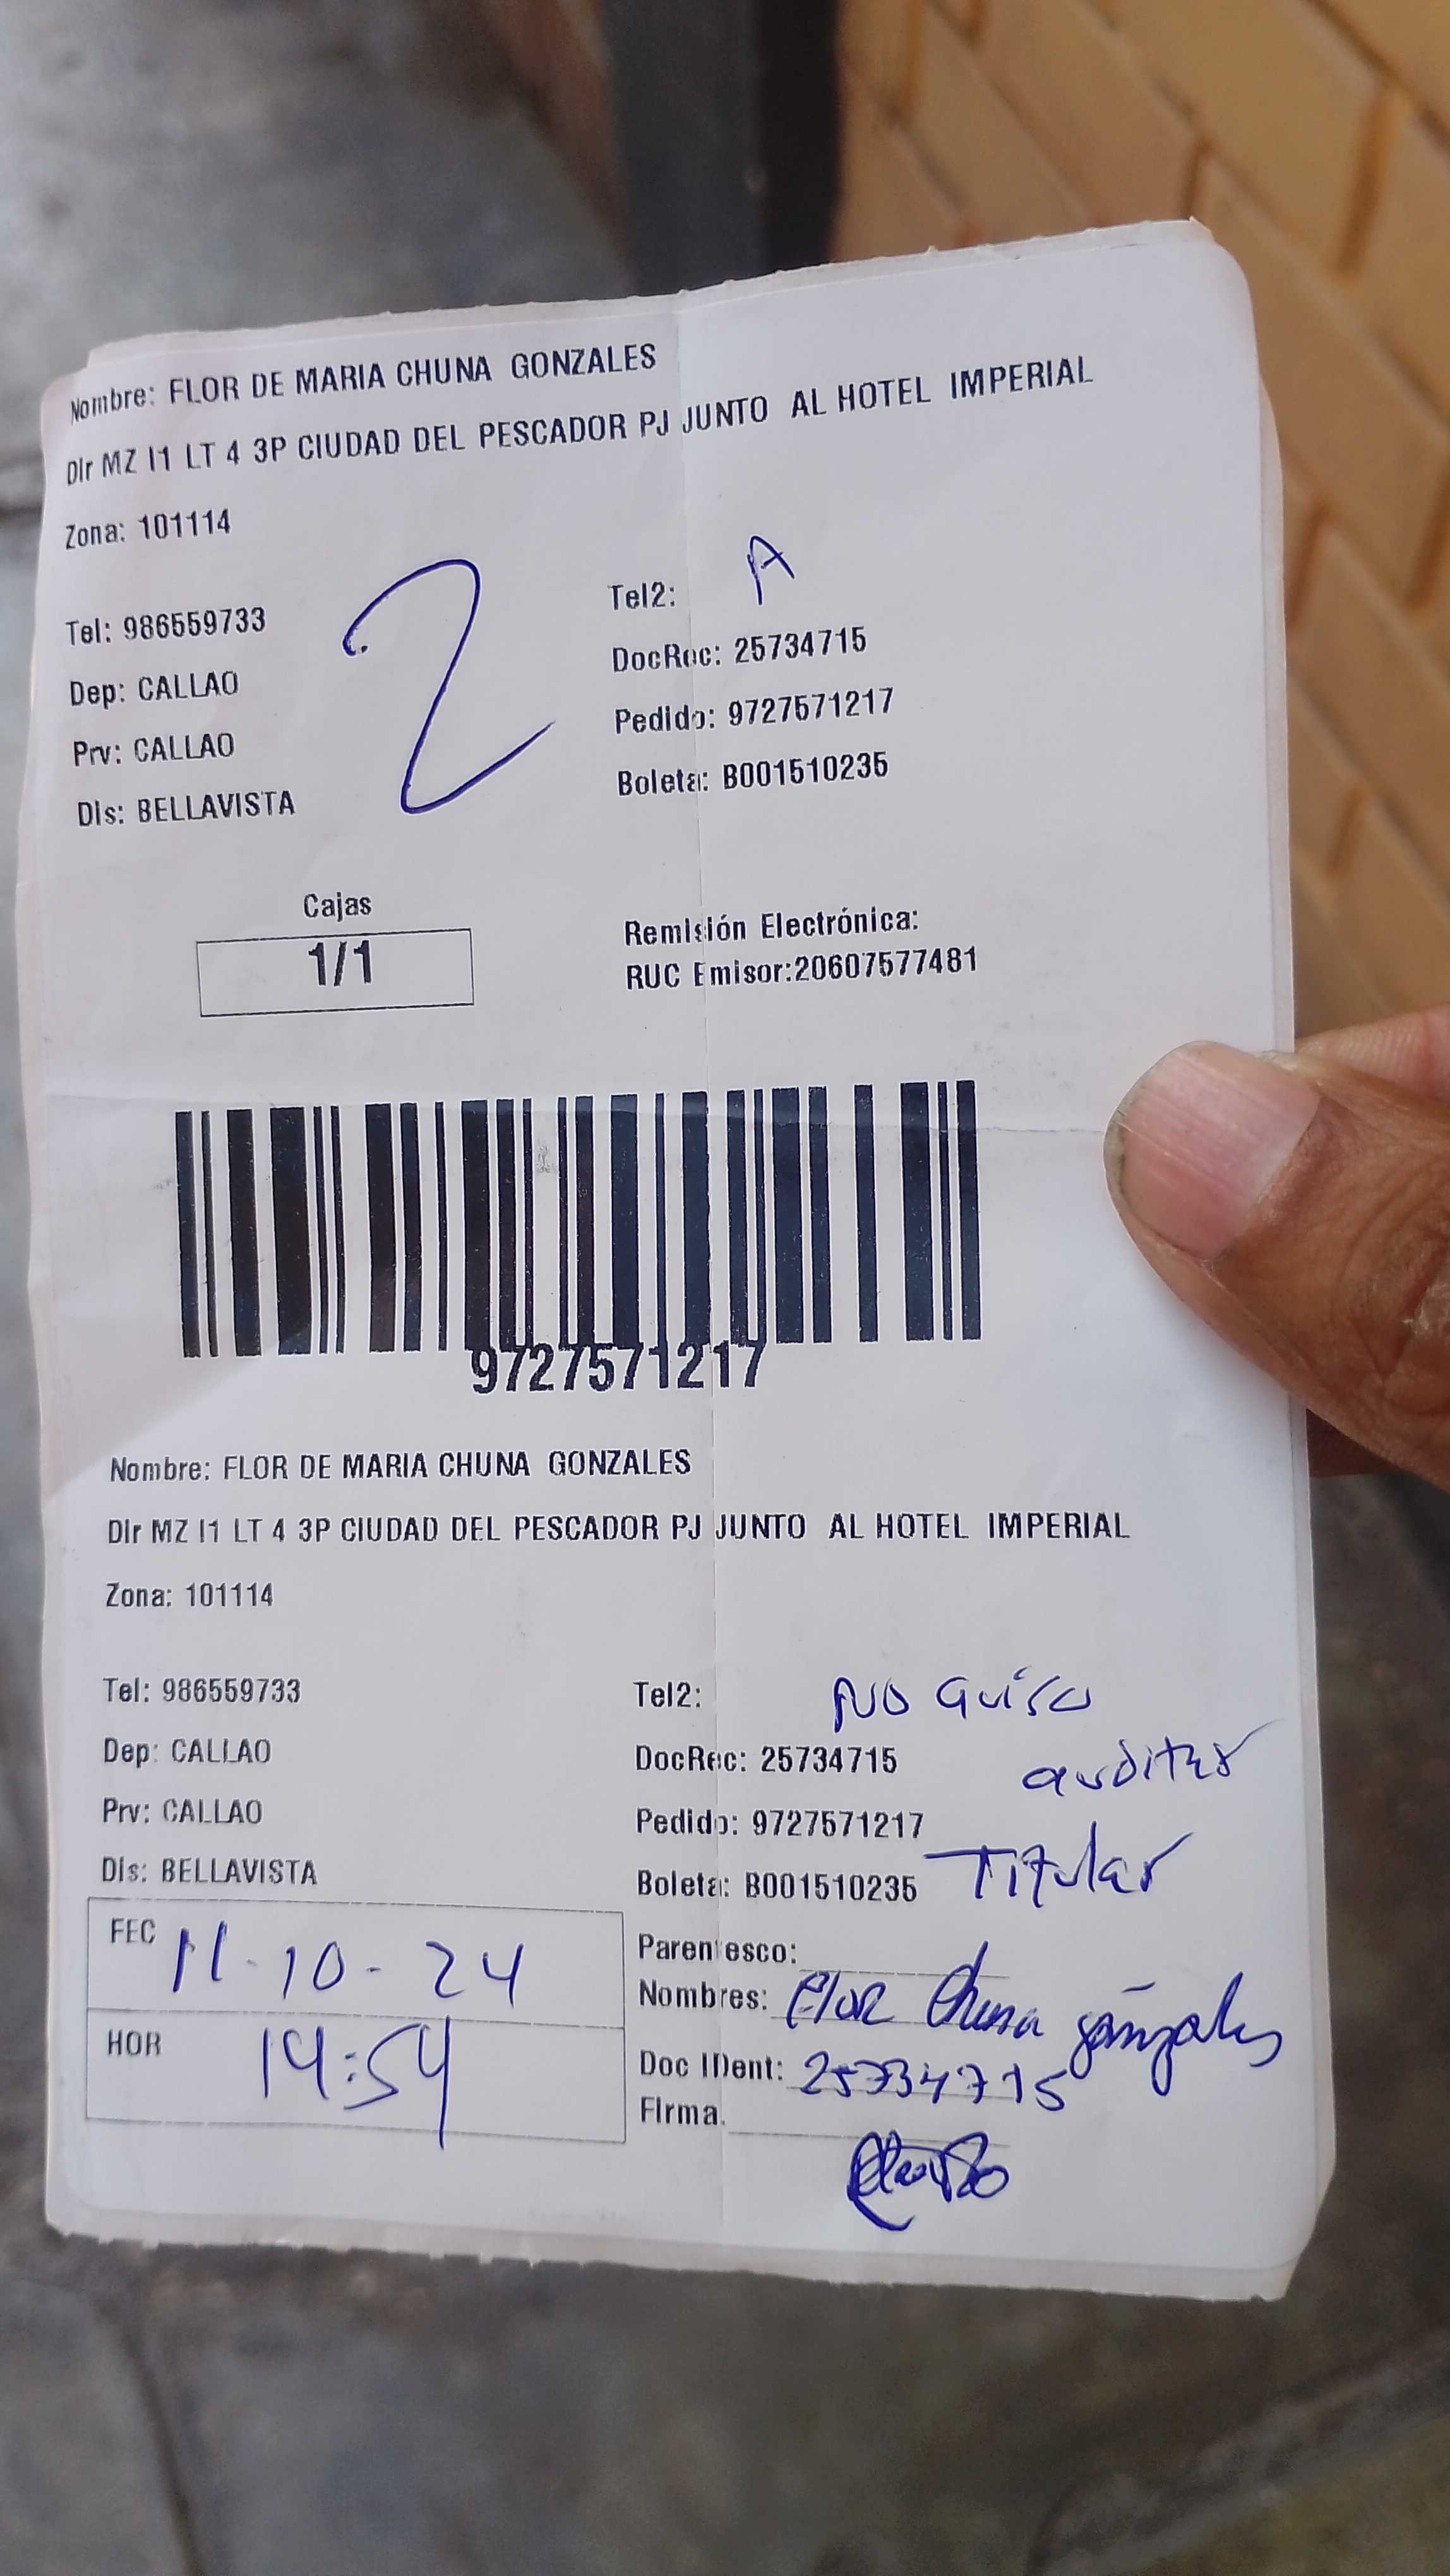 Nombre: FLOR DE MARIA CHUNA GONZALES
Dir MZ I1 LT 4 3P CIUDAD DEL PESCADOR PJ JUNTO AL HOTEL IMPERIAL
Zona: 101114
2
Tel2: A
Tel: 986559733
DocRec: 25734715
Dep: CALLAO
Pedido: 9727571217
Prv: CALLAO
Boleta: B001510235
Dis: BELLAVISTA
Cajas
1/1
Remisión Electrónica:
RUC Emisor:20607577481
9727571217
Nombre: FLOR DE MARIA CHUNA GONZALES
Dir MZ I1 LT 4 3P CIUDAD DEL PESCADOR PJ JUNTO AL HOTEL IMPERIAL
Zona: 101114
Tel: 986559733
Tel2: NO quiso
Dep: CALLAO
DocRec: 25734715 auditar
Prv: CALLAO
Pedido: 9727571217
Dis: BELLAVISTA
Boleta: B001510235 Titular
FEC 11-10-24
Parentesco:
Nombres: Flor Chuna gonzales
HOR 14:54
Doc IDent: 25734715
Firma.